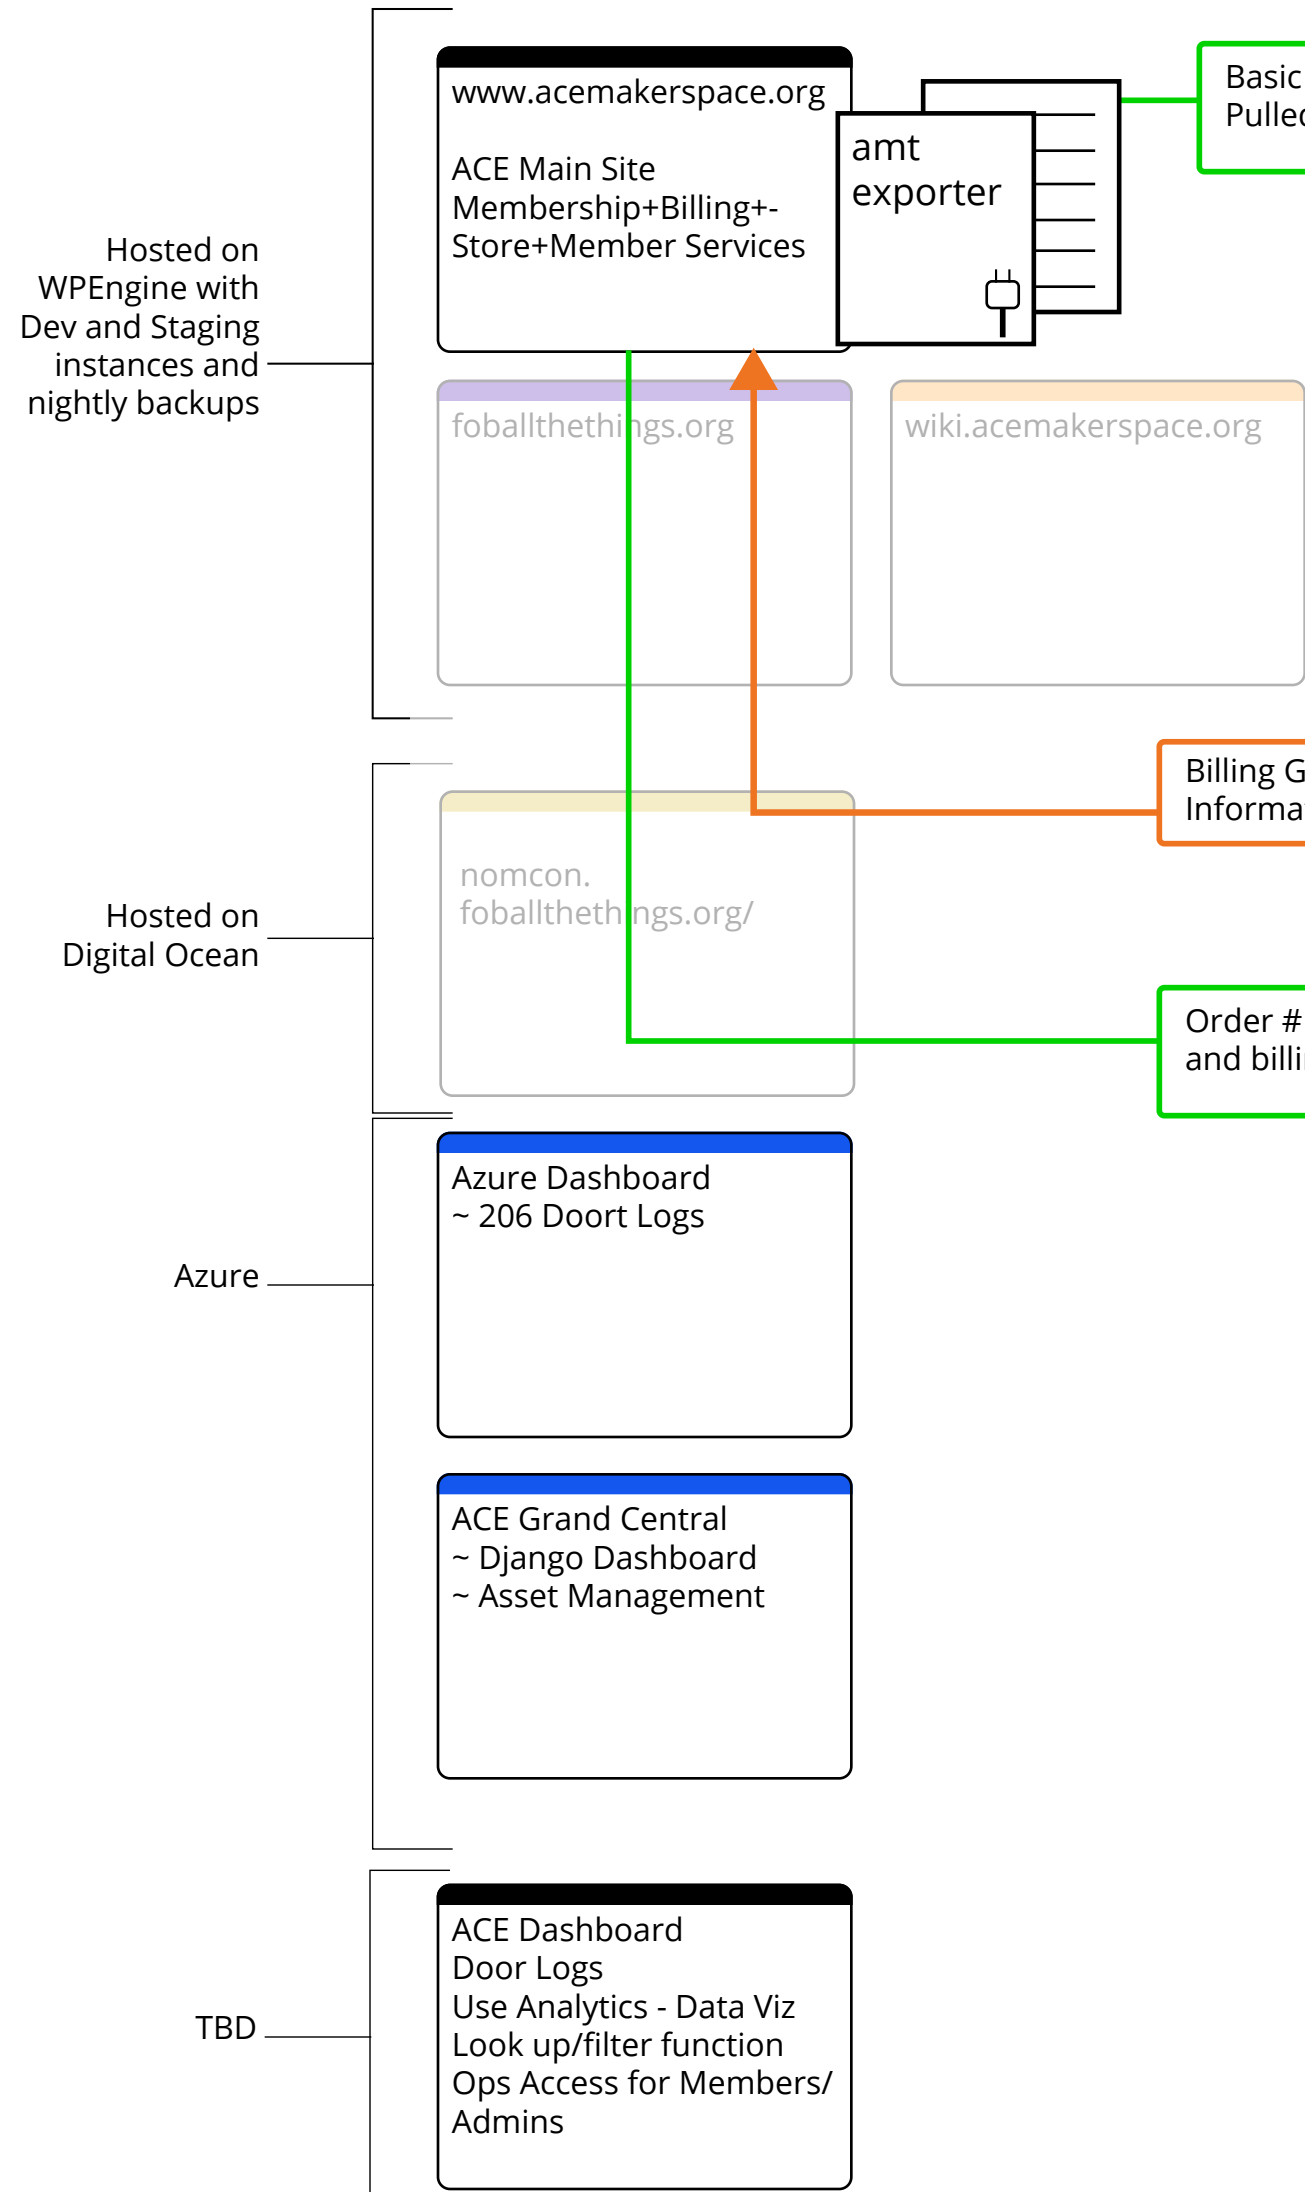 www.acemakerspace.org
ACE Main Site
Membership+Billing+-
Store+Member Services
amt
exporter
Basic
Hosted on
WPEngine with
Dev and Staging
instances and
nightly backups
foballthethings.org
wiki.acemakerspace.org
Billing
nomcon.
foballthethings.org/
Hosted on
Digital Ocean
Order #
and
Azure Dashboard
~ 206 Doort Logs
Azure
ACE Grand Central
~ Django Dashboard
~ Asset Management
ACE Dashboard
Door Logs
Use Analytics - Data Viz
Look up/filter function
Ops Access for Members/
Admins
TBD